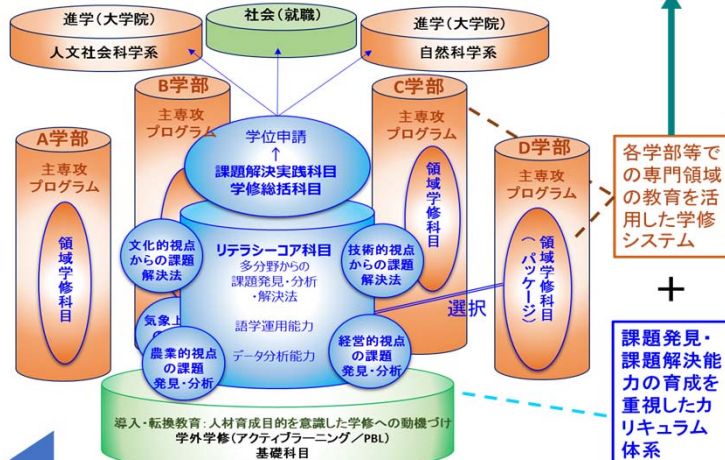 進学(大学院)
人文社会科学系
社会(就職)
進学(大学院)
自然科学系
A学部
主専攻
プログラム
領域学修科目
B学部
主専攻
プログラム
C学部
主専攻
プログラム
領域学修科目
D学部
主専攻
プログラム
領域学修科目
(パッケージ)
学位申請
↑
課題解決実践科目
学修総括科目
リテラシーコア科目
多分野からの
課題発見・分析
・解決法
語学運用能力
データ分析能力
文化的視点
からの課題
解決法
技術的視点
からの課題
解決法
気象上
農業的視点
の課題
発見・分析
経営的視点
の課題
発見・分析
選択
導入・転換教育:人材育成目的を意識した学修への動機づけ
学外学修(アクティブラーニング/PBL)
基礎科目
各学部等で
の専門領域
の教育を活
用した学修
システム
+
課題発見・
課題解決能
力の育成を
重視したカ
リキュラム
体系